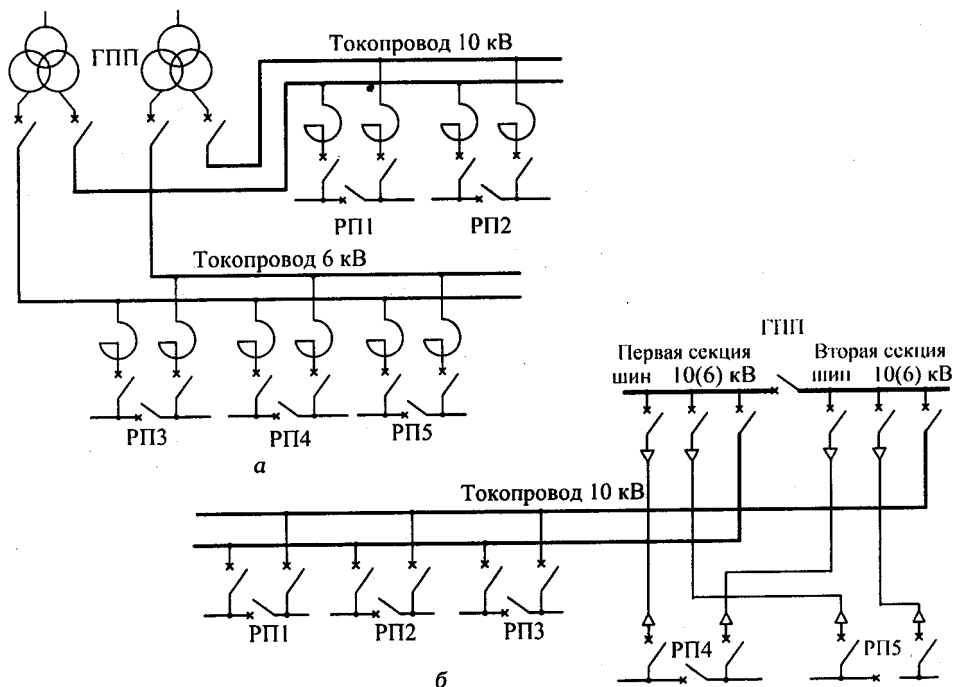 ГПП
Токопровод 10 кВ
РП1
РП2
Токопровод 6 кВ
РП3
РП4
РП5
а
ГПП
Первая секция
шин 10(6) кВ
Вторая секция
шин 10(6) кВ
Токопровод 10 кВ
РП1
РП2
РП3
РП4
РП5
б